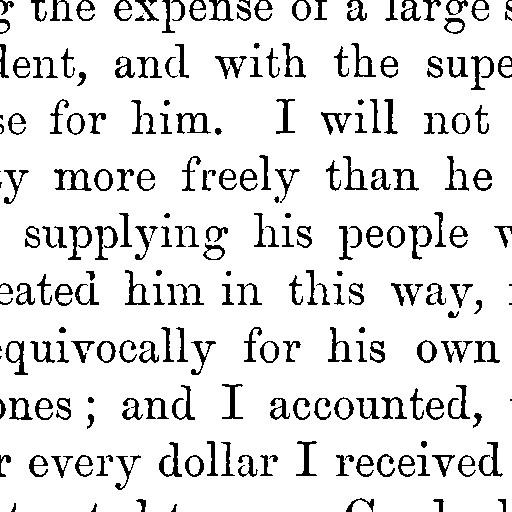 the expense of a large
dent, and with the supe
se for him. I will not
more freely than he
supplying his people
eated him in this way,
equivocally for his own
ones; and I accounted,
r every dollar I received